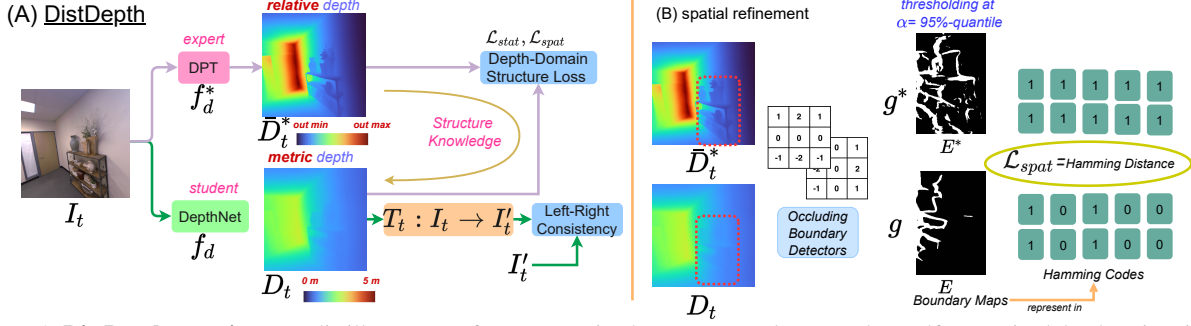 (A) DistDepth
expert
DPT
f*d
It
student
DepthNet
fd
relative depth
D̄*t
out min
out max
metric depth
Dt
0 m
5 m
Structure
Knowledge
Lstat, Lspat
Depth-Domain
Structure Loss
Tt : It → I′t
Left-Right
Consistency
I′t
(B) spatial refinement
D̄*t
Dt
1 2 1
0 0 0
-1 -2 -1
0 1
0 2
-1 0 1
Occluding
Boundary
Detectors
thresholding at
α= 95%-quantile
g*
E*
g
E
1 1 1 1 1
1 1 1 1 1
Lspat =Hamming Distance
1 0 1 0 0
1 0 1 0 0
Hamming Codes
Boundary Maps
represent in